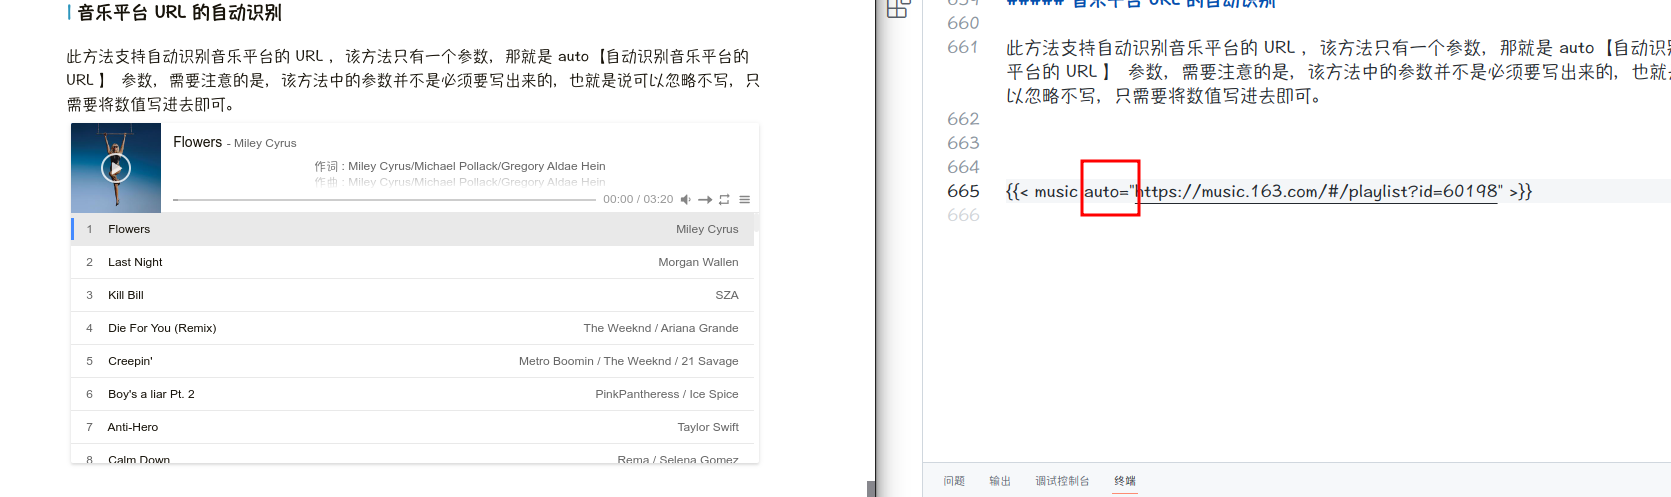 音乐平台 URL 的自动识别
此方法支持自动识别音乐平台的 URL ，该方法只有一个参数，那就是 auto【自动识别音乐平台的
URL 】 参数，需要注意的是，该方法中的参数并不是必须要写出来的，也就是说可以忽略不写，只
需要将数值写进去即可。
Flowers - Miley Cyrus
作词 : Miley Cyrus/Michael Pollack/Gregory Aldae Hein
作曲 : Miley Cyrus/Michael Pollack/Gregory Aldae Hein
00:00 / 03:20
1 Flowers Miley Cyrus
2 Last Night Morgan Wallen
3 Kill Bill SZA
4 Die For You (Remix) The Weeknd / Ariana Grande
5 Creepin' Metro Boomin / The Weeknd / 21 Savage
6 Boy's a liar Pt. 2 PinkPantheress / Ice Spice
7 Anti-Hero Taylor Swift
8 Calm Down Rema / Selena Gomez
659 ##### 音乐平台 URL 的自动识别
660
661 此方法支持自动识别音乐平台的 URL ，该方法只有一个参数，那就是 auto【自动识别
平台的 URL 】 参数，需要注意的是，该方法中的参数并不是必须要写出来的，也就是
以忽略不写，只需要将数值写进去即可。
662
663
664
665 {{< music auto="https://music.163.com/#/playlist?id=60198" >}}
666
问题 输出 调试控制台 终端